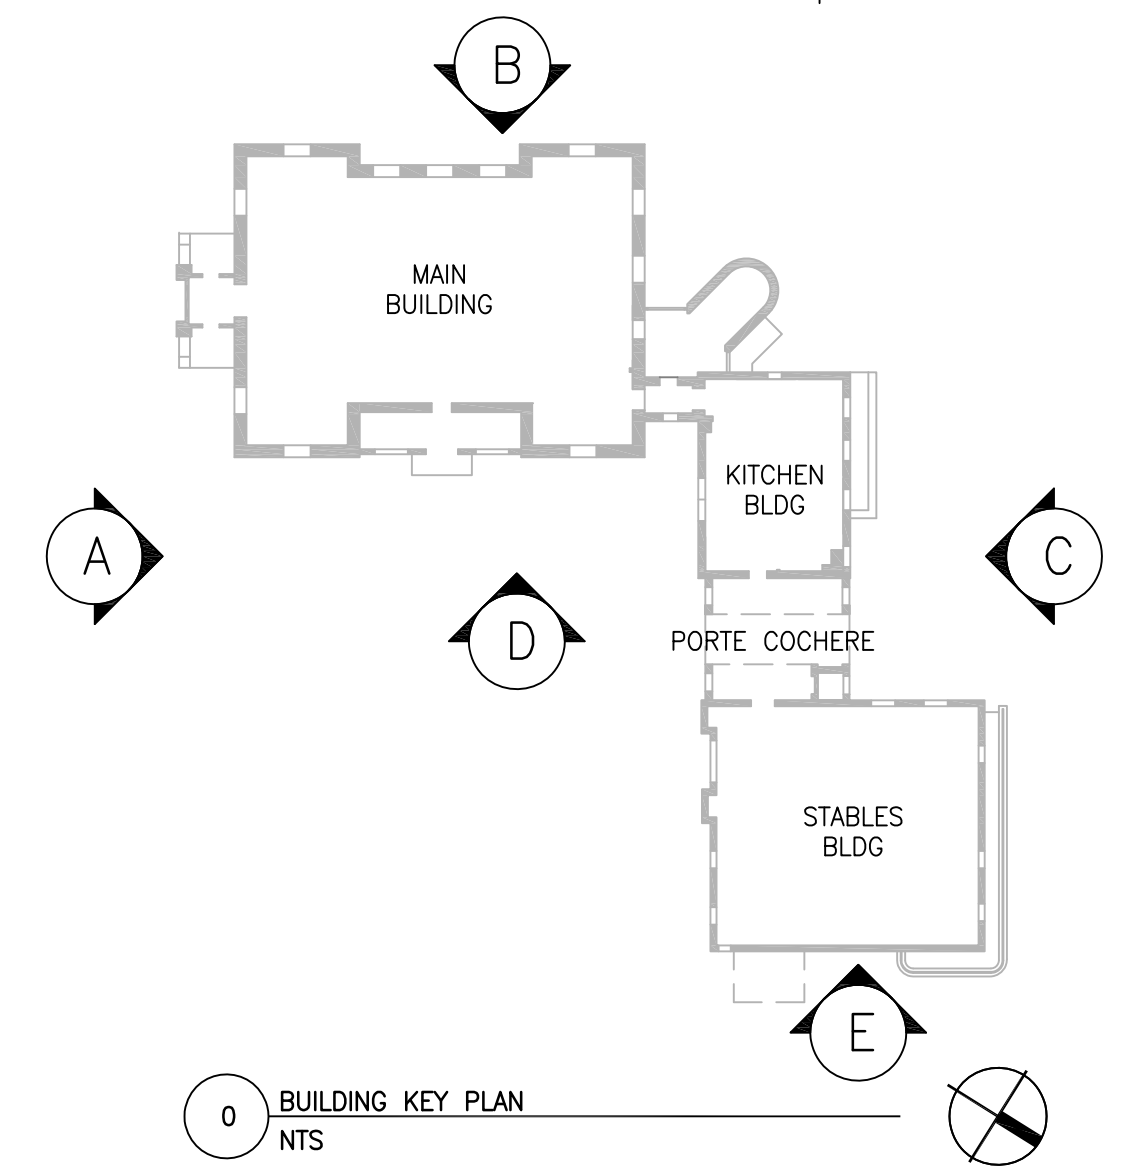 B
MAIN
BUILDING
KITCHEN
BLDG
A
C
D
PORTE COCHERE
STABLES
BLDG
E
0
BUILDING KEY PLAN
NTS